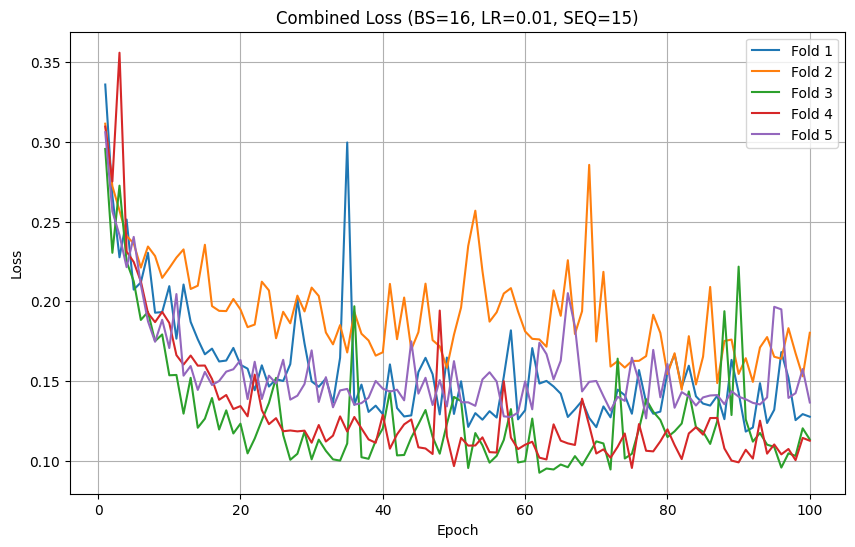 Combined Loss (BS=16, LR=0.01, SEQ=15)
Fold 1
Fold 2
Fold 3
Fold 4
Fold 5
Loss
0.35
0.30
0.25
0.20
0.15
0.10
0
20
40
60
80
100
Epoch